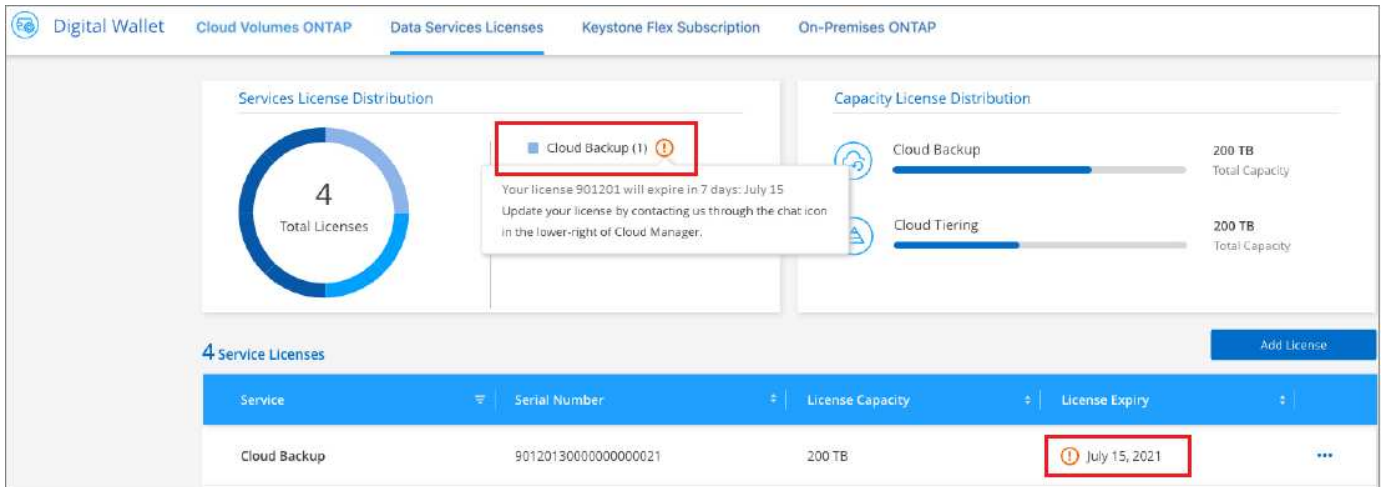 Digital Wallet
Cloud Volumes ONTAP
Data Services Licenses
Keystone Flex Subscription
On-Premises ONTAP
Services License Distribution
4
Total Licenses
Cloud Backup (1)
Your license 901201 will expire in 7 days: July 15
Update your license by contacting us through the chat icon
in the lower-right of Cloud Manager.
Capacity License Distribution
Cloud Backup
200 TB
Total Capacity
Cloud Tiering
200 TB
Total Capacity
4 Service Licenses
Add License
Service
Serial Number
License Capacity
License Expiry
Cloud Backup
90120130000000000021
200 TB
July 15, 2021